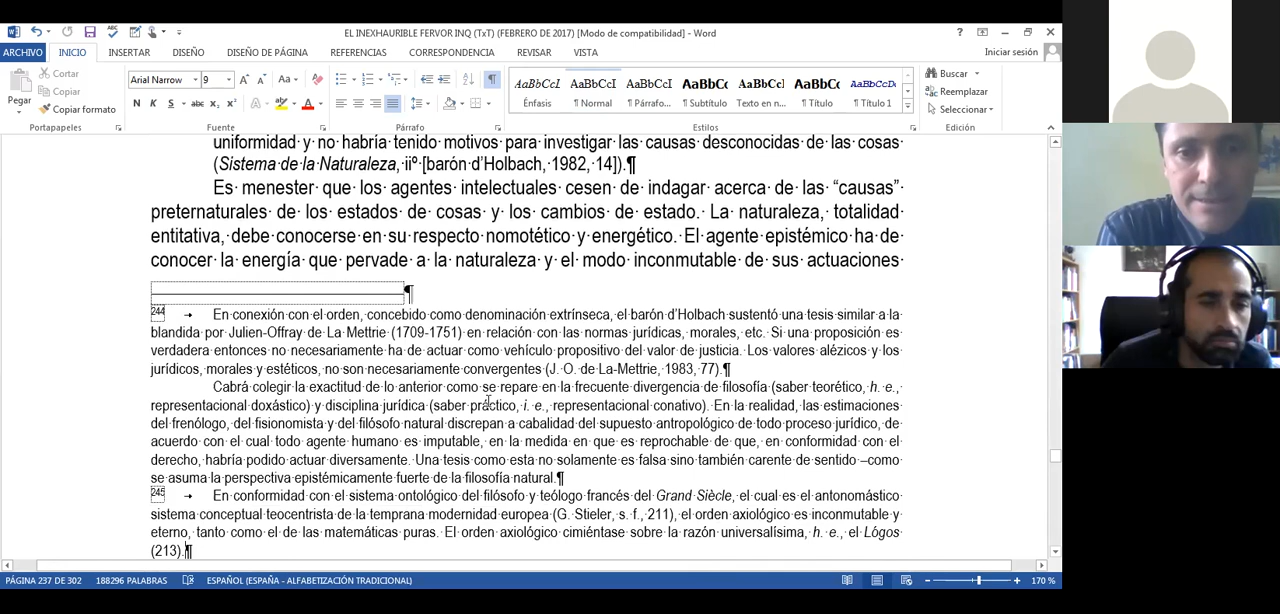 EL INEXHAURIBLE FERVOR INQ (TxT) (FEBRERO DE 2017) [Modo de compatibilidad] - Word
ARCHIVO INICIO INSERTAR DISEÑO DISEÑO DE PÁGINA REFERENCIAS CORRESPONDENCIA REVISAR VISTA Iniciar sesión
Pegar
Cortar
Copiar
Copiar formato
Portapapeles
Arial Narrow 9
N K S abc x₂ x²
Fuente
Párrafo
AaBbCcI AaBbCcI AaBbCcI AaBbCc AaBbCcI AaBbCc AaBbCcDc
Énfasis ¶ Normal ¶ Párrafo... ¶ Subtítulo Texto en n... ¶ Título ¶ Título 1
Estilos
Buscar
Reemplazar
Seleccionar
Edición
uniformidad y no habría tenido motivos para investigar las causas desconocidas de las cosas
(Sistema de la Naturaleza, iiº [barón d’Holbach, 1982, 14]).¶
Es menester que los agentes intelectuales cesen de indagar acerca de las “causas”
preternaturales de los estados de cosas y los cambios de estado. La naturaleza, totalidad
entitativa, debe conocerse en su respecto nomotético y energético. El agente epistémico ha de
conocer la energía que pervade a la naturaleza y el modo inconmutable de sus actuaciones
¶
244 En conexión con el orden, concebido como denominación extrínseca, el barón d’Holbach sustentó una tesis similar a la
blandida por Julien-Offray de La Mettrie (1709-1751) en relación con las normas jurídicas, morales, etc. Si una proposición es
verdadera entonces no necesariamente ha de actuar como vehículo propositivo del valor de justicia. Los valores alézicos y los
jurídicos, morales y estéticos, no son necesariamente convergentes (J. O. de La-Mettrie, 1983, 77).¶
Cabrá colegir la exactitud de lo anterior como se repare en la frecuente divergencia de filosofía (saber teorético, h. e.,
representacional doxástico) y disciplina jurídica (saber práctico, i. e., representacional conativo). En la realidad, las estimaciones
del frenólogo, del fisionomista y del filósofo natural discrepan a cabalidad del supuesto antropológico de todo proceso jurídico, de
acuerdo con el cual todo agente humano es imputable, en la medida en que es reprochable de que, en conformidad con el
derecho, habría podido actuar diversamente. Una tesis como esta no solamente es falsa sino también carente de sentido –como
se asuma la perspectiva epistémicamente fuerte de la filosofía natural.¶
245 En conformidad con el sistema ontológico del filósofo y teólogo francés del Grand Siècle, el cual es el antonomástico
sistema conceptual teocentrista de la temprana modernidad europea (G. Stieler, s. f., 211), el orden axiológico es inconmutable y
eterno, tanto como el de las matemáticas puras. El orden axiológico cimiéntase sobre la razón universalísima, h. e., el Lógos
(213).¶
PÁGINA 237 DE 302 188296 PALABRAS ESPAÑOL (ESPAÑA - ALFABETIZACIÓN TRADICIONAL) 170 %